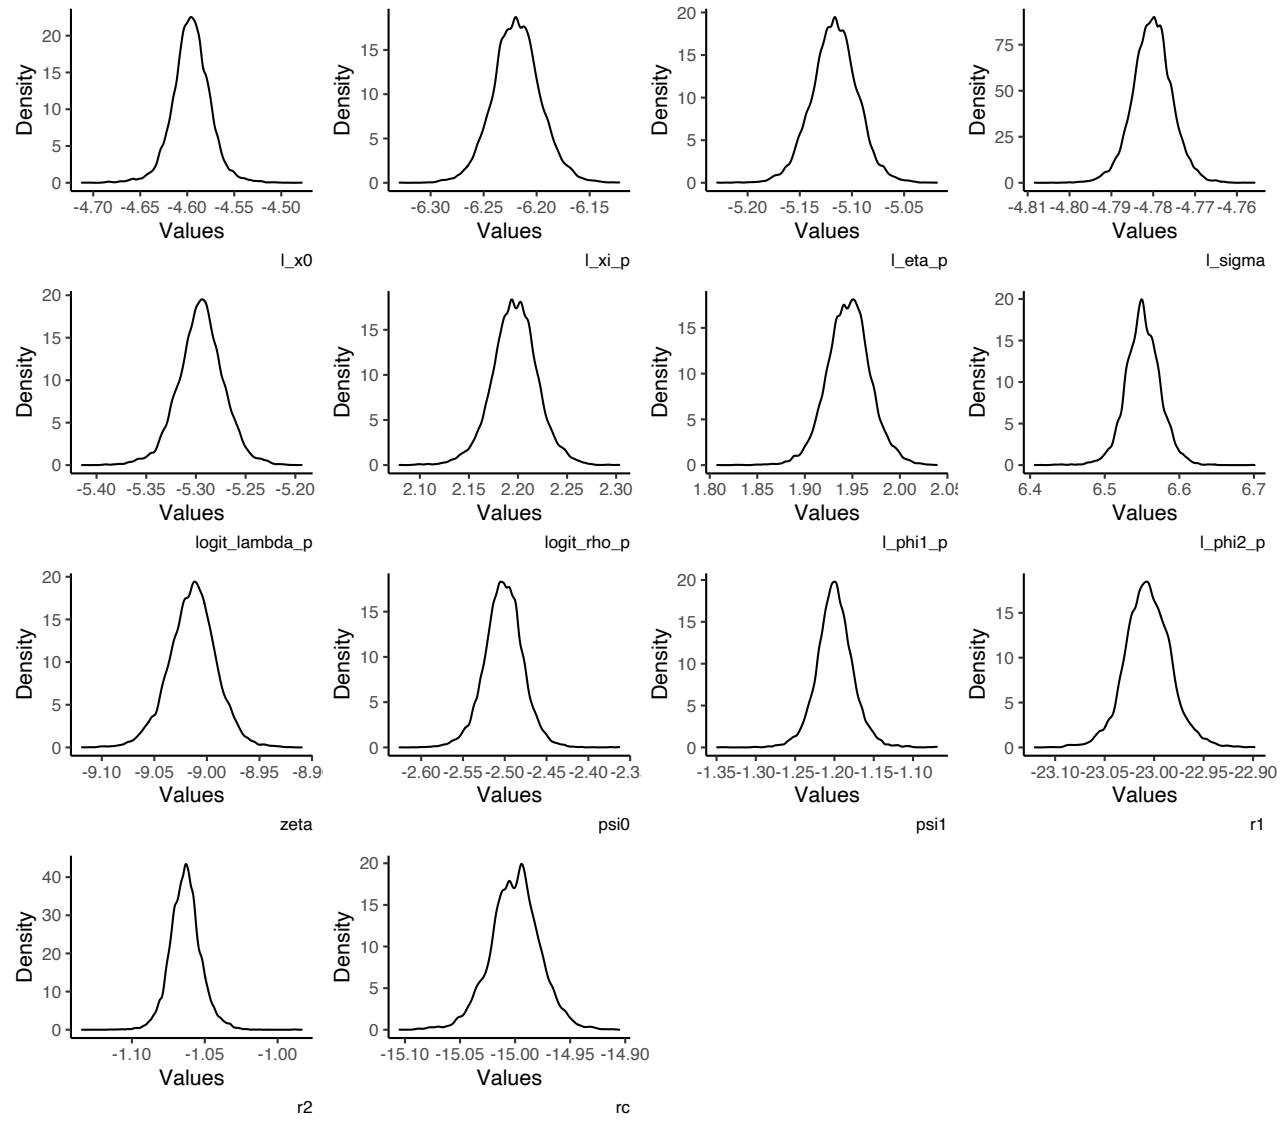 Density
20
15
10
5
0
-4.70 -4.65 -4.60 -4.55 -4.50
Values
l_x0
Density
15
10
5
0
-6.30 -6.25 -6.20 -6.15
Values
l_xi_p
Density
20
15
10
5
0
-5.20 -5.15 -5.10 -5.05
Values
l_eta_p
Density
75
50
25
0
-4.81 -4.80 -4.79 -4.78 -4.77 -4.76
Values
l_sigma
Density
20
15
10
5
0
-5.40 -5.35 -5.30 -5.25 -5.20
Values
logit_lambda_p
Density
15
10
5
0
2.10 2.15 2.20 2.25 2.30
Values
logit_rho_p
Density
15
10
5
0
1.80 1.85 1.90 1.95 2.00 2.05
Values
l_phi1_p
Density
20
15
10
5
0
6.4 6.5 6.6 6.7
Values
l_phi2_p
Density
20
15
10
5
0
-9.10 -9.05 -9.00 -8.95 -8.9
Values
zeta
Density
15
10
5
0
-2.60 -2.55 -2.50 -2.45 -2.40 -2.3
Values
psi0
Density
20
15
10
5
0
-1.35 -1.30 -1.25 -1.20 -1.15 -1.10
Values
psi1
Density
15
10
5
0
-23.10 -23.05 -23.00 -22.95 -22.90
Values
r1
Density
40
30
20
10
0
-1.10 -1.05 -1.00
Values
r2
Density
20
15
10
5
0
-15.10 -15.05 -15.00 -14.95 -14.90
Values
rc